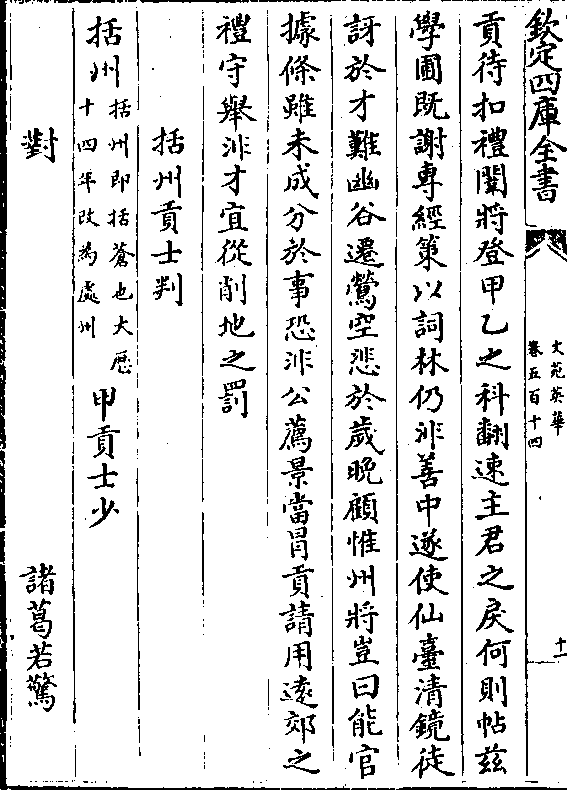 欽定四庫全書
文苑英華
卷五百十四
十一
貢待扣禮闈將登甲乙之科翻速主君之戾何則帖茲
學圃既謝專經策以詞林仍非善中遂使仙臺清鏡徒
訝於才難幽谷遷鶯空悲於歲晚顧惟州將豈曰能官
據條雖未成分於事恐非公薦景當冐貢請用遠郊之
禮守舉非才宜從削地之罰
括州貢士判
括州括州即括蒼也大厯十四年改為處州甲貢士少
對 諸葛若驚